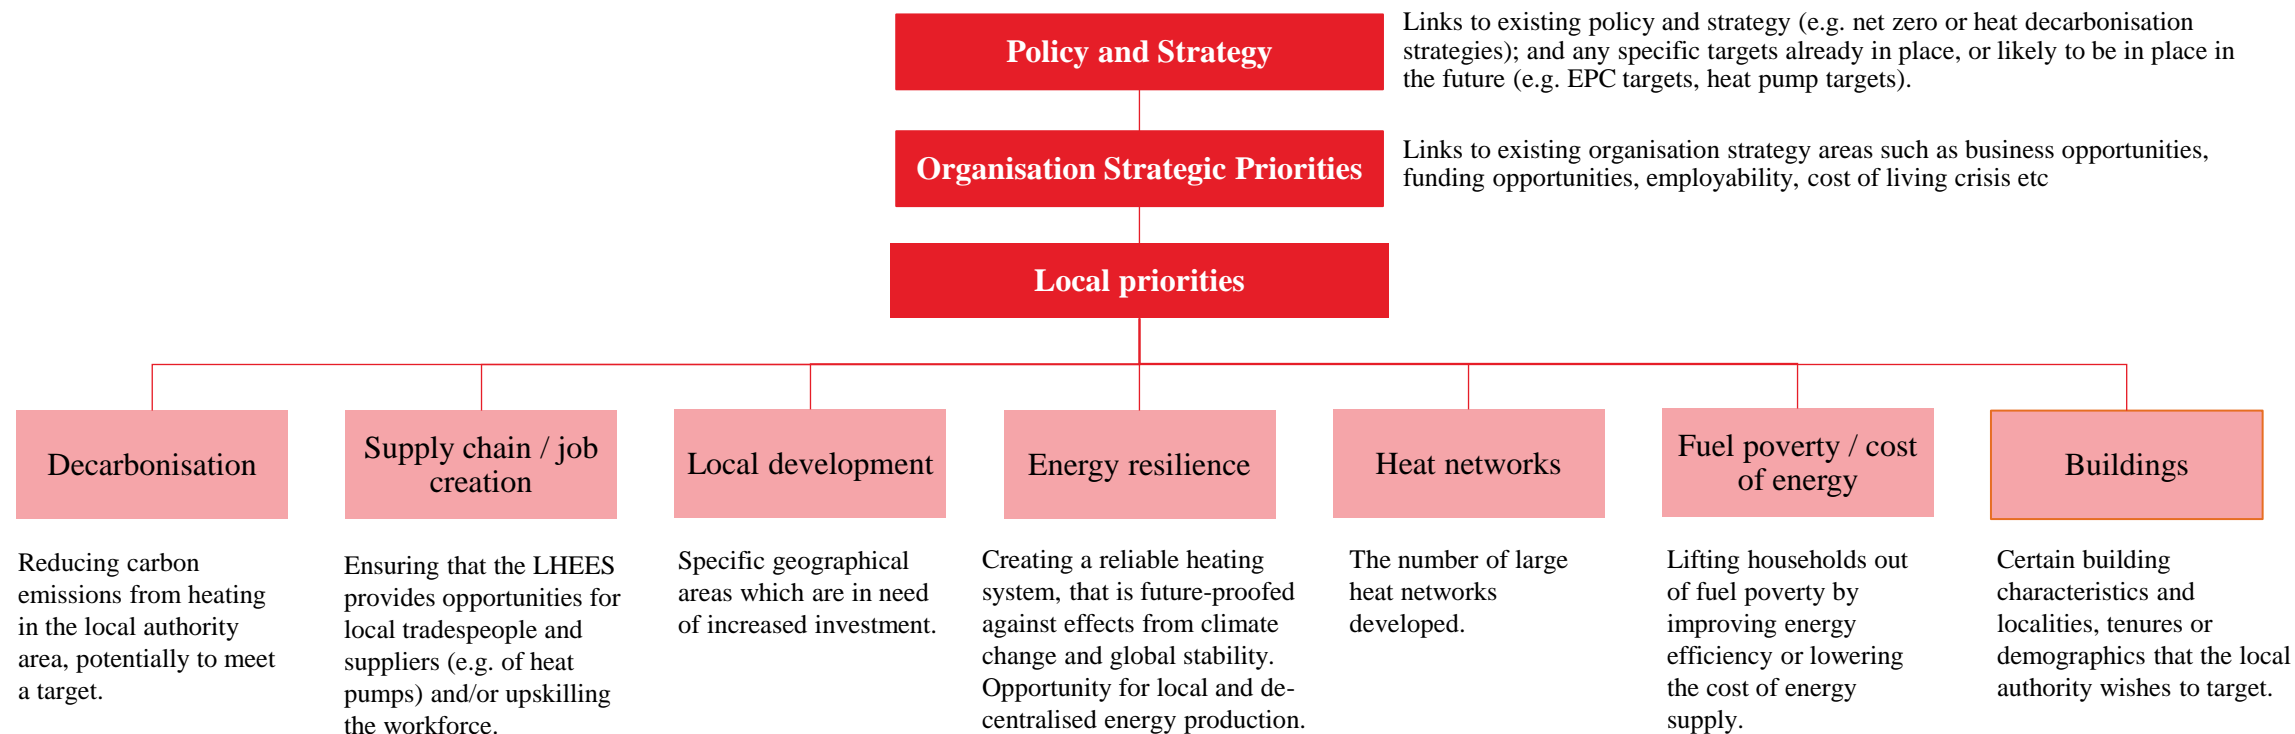 Policy and Strategy
Links to existing policy and strategy (e.g. net zero or heat decarbonisation
strategies); and any specific targets already in place, or likely to be in place in
the future (e.g. EPC targets, heat pump targets).
Organisation Strategic Priorities
Links to existing organisation strategy areas such as business opportunities,
funding opportunities, employability, cost of living crisis etc
Local priorities
Decarbonisation
Reducing carbon
emissions from heating
in the local authority
area, potentially to meet
a target.
Supply chain / job
creation
Ensuring that the LHEES
provides opportunities for
local tradespeople and
suppliers (e.g. of heat
pumps) and/or upskilling
the workforce.
Local development
Specific geographical
areas which are in need
of increased investment.
Energy resilience
Creating a reliable heating
system, that is future-proofed
against effects from climate
change and global stability.
Opportunity for local and de-
centralised energy production.
Heat networks
The number of large
heat networks
developed.
Fuel poverty / cost
of energy
Lifting households out
of fuel poverty by
improving energy
efficiency or lowering
the cost of energy
supply.
Buildings
Certain building
characteristics and
localities, tenures or
demographics that the local
authority wishes to target.